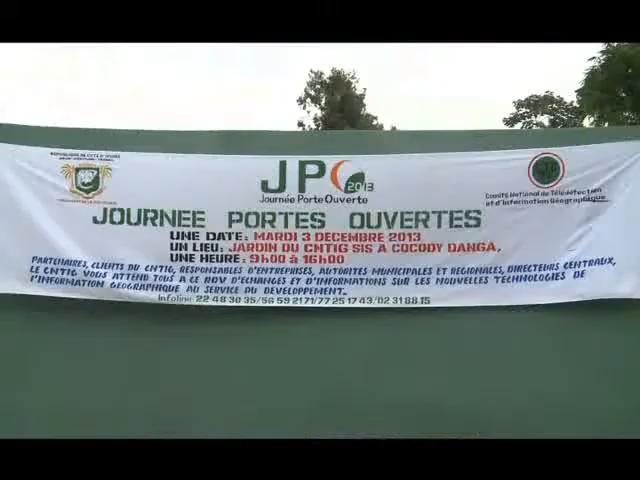 REPUBLIQUE DE COTE D'IVOIRE
JPO 2013
Journée Porte Ouverte
Comité National de Télédétection
et d'Information Géographique
JOURNEE PORTES OUVERTES
UNE DATE: MARDI 3 DECEMBRE 2013
UN LIEU: JARDIN DU CNTIG SIS A COCODY DANGA,
UNE HEURE: 9h00 à 16h00
PARTENAIRES, CLIENTS DU CNTIG, RESPONSABLES D'ENTREPRISES, AUTORITES MUNICIPALES ET REGIONALES, DIRECTEURS CENTRAUX,
LE CNTIG VOUS ATTEND TOUS A CE RDV D'ECHANGES ET D'INFORMATIONS SUR LES NOUVELLES TECHNOLOGIES DE
L'INFORMATION GEOGRAPHIQUE AU SERVICE DU DEVELOPPEMENT.
Infoline: 22 48 30 35/56 59 21 71/77 25 17 43/02 31 88 15